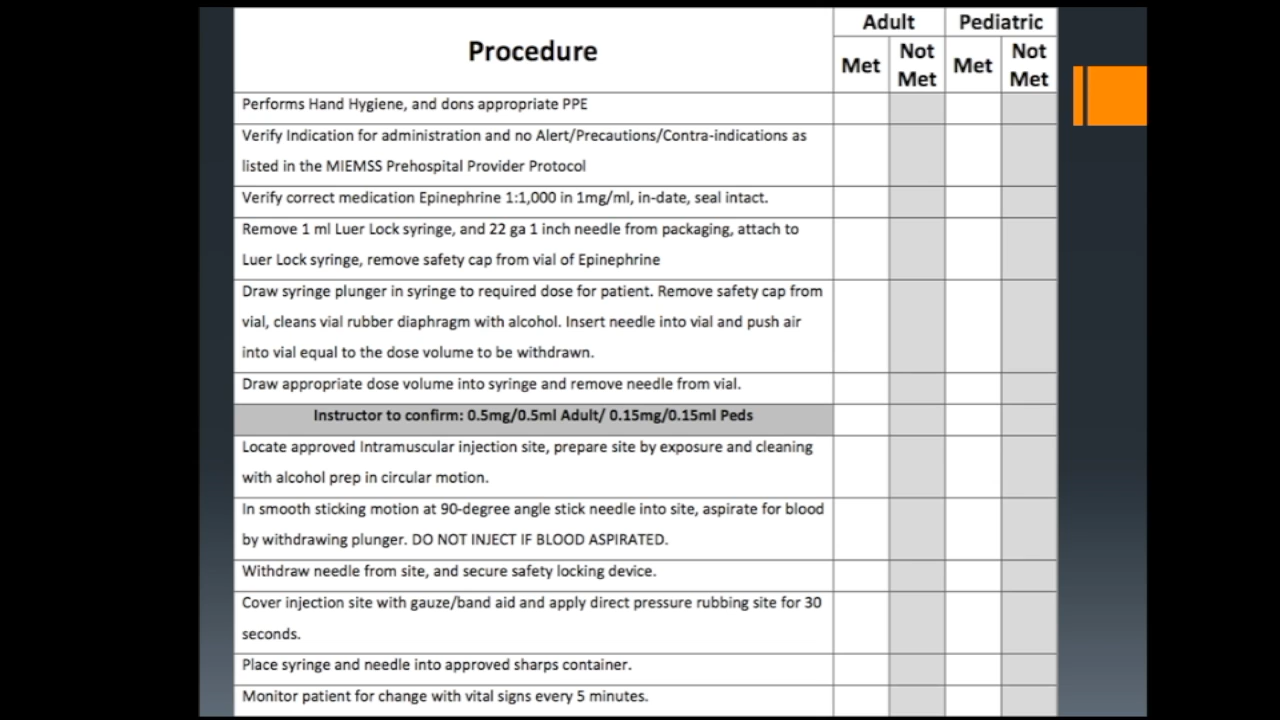 Procedure
Adult
Pediatric
Met
Not
Met
Met
Not
Met
Performs Hand Hygiene, and dons appropriate PPE
Verify Indication for administration and no Alert/Precautions/Contra-indications as
listed in the MIEMSS Prehospital Provider Protocol
Verify correct medication Epinephrine 1:1,000 in 1mg/ml, in-date, seal intact.
Remove 1 ml Luer Lock syringe, and 22 ga 1 inch needle from packaging, attach to
Luer Lock syringe, remove safety cap from vial of Epinephrine
Draw syringe plunger in syringe to required dose for patient. Remove safety cap from
vial, cleans vial rubber diaphragm with alcohol. Insert needle into vial and push air
into vial equal to the dose volume to be withdrawn.
Draw appropriate dose volume into syringe and remove needle from vial.
Instructor to confirm: 0.5mg/0.5ml Adult/ 0.15mg/0.15ml Peds
Locate approved Intramuscular injection site, prepare site by exposure and cleaning
with alcohol prep in circular motion.
In smooth sticking motion at 90-degree angle stick needle into site, aspirate for blood
by withdrawing plunger. DO NOT INJECT IF BLOOD ASPIRATED.
Withdraw needle from site, and secure safety locking device.
Cover injection site with gauze/band aid and apply direct pressure rubbing site for 30
seconds.
Place syringe and needle into approved sharps container.
Monitor patient for change with vital signs every 5 minutes.